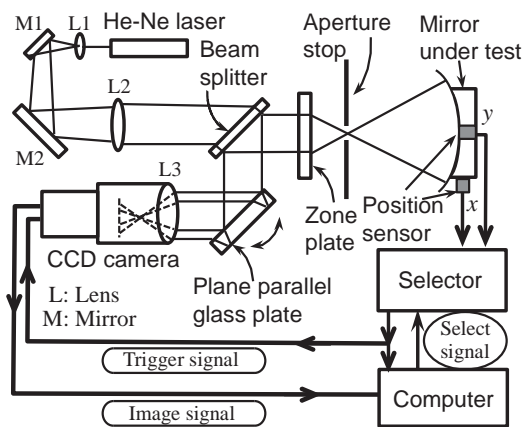 M1
L1
He-Ne laser
Beam
splitter
Aperture
stop
Mirror
under test
L2
M2
y
L3
x
Zone
plate
Position
sensor
CCD camera
L: Lens
M: Mirror
Plane parallel
glass plate
Selector
Select
signal
Trigger signal
Computer
Image signal